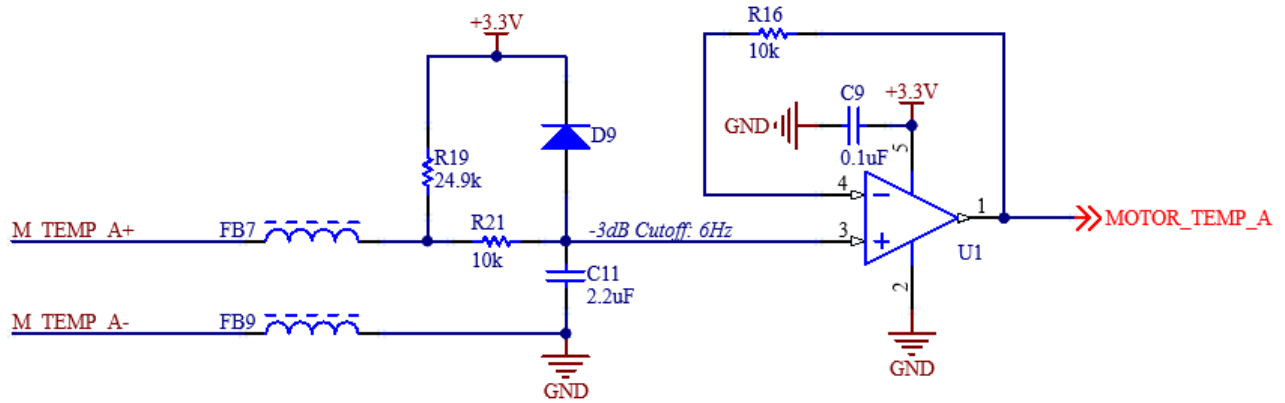 R16
10k
+3.3V
C9
+3.3V
GND
0.1uF
5
D9
R19
24.9k
4
1
MOTOR_TEMP_A
M_TEMP_A+
FB7
R21
10k
-3dB Cutoff: 6Hz
3
U1
C11
2.2uF
2
M_TEMP_A-
FB9
GND
GND